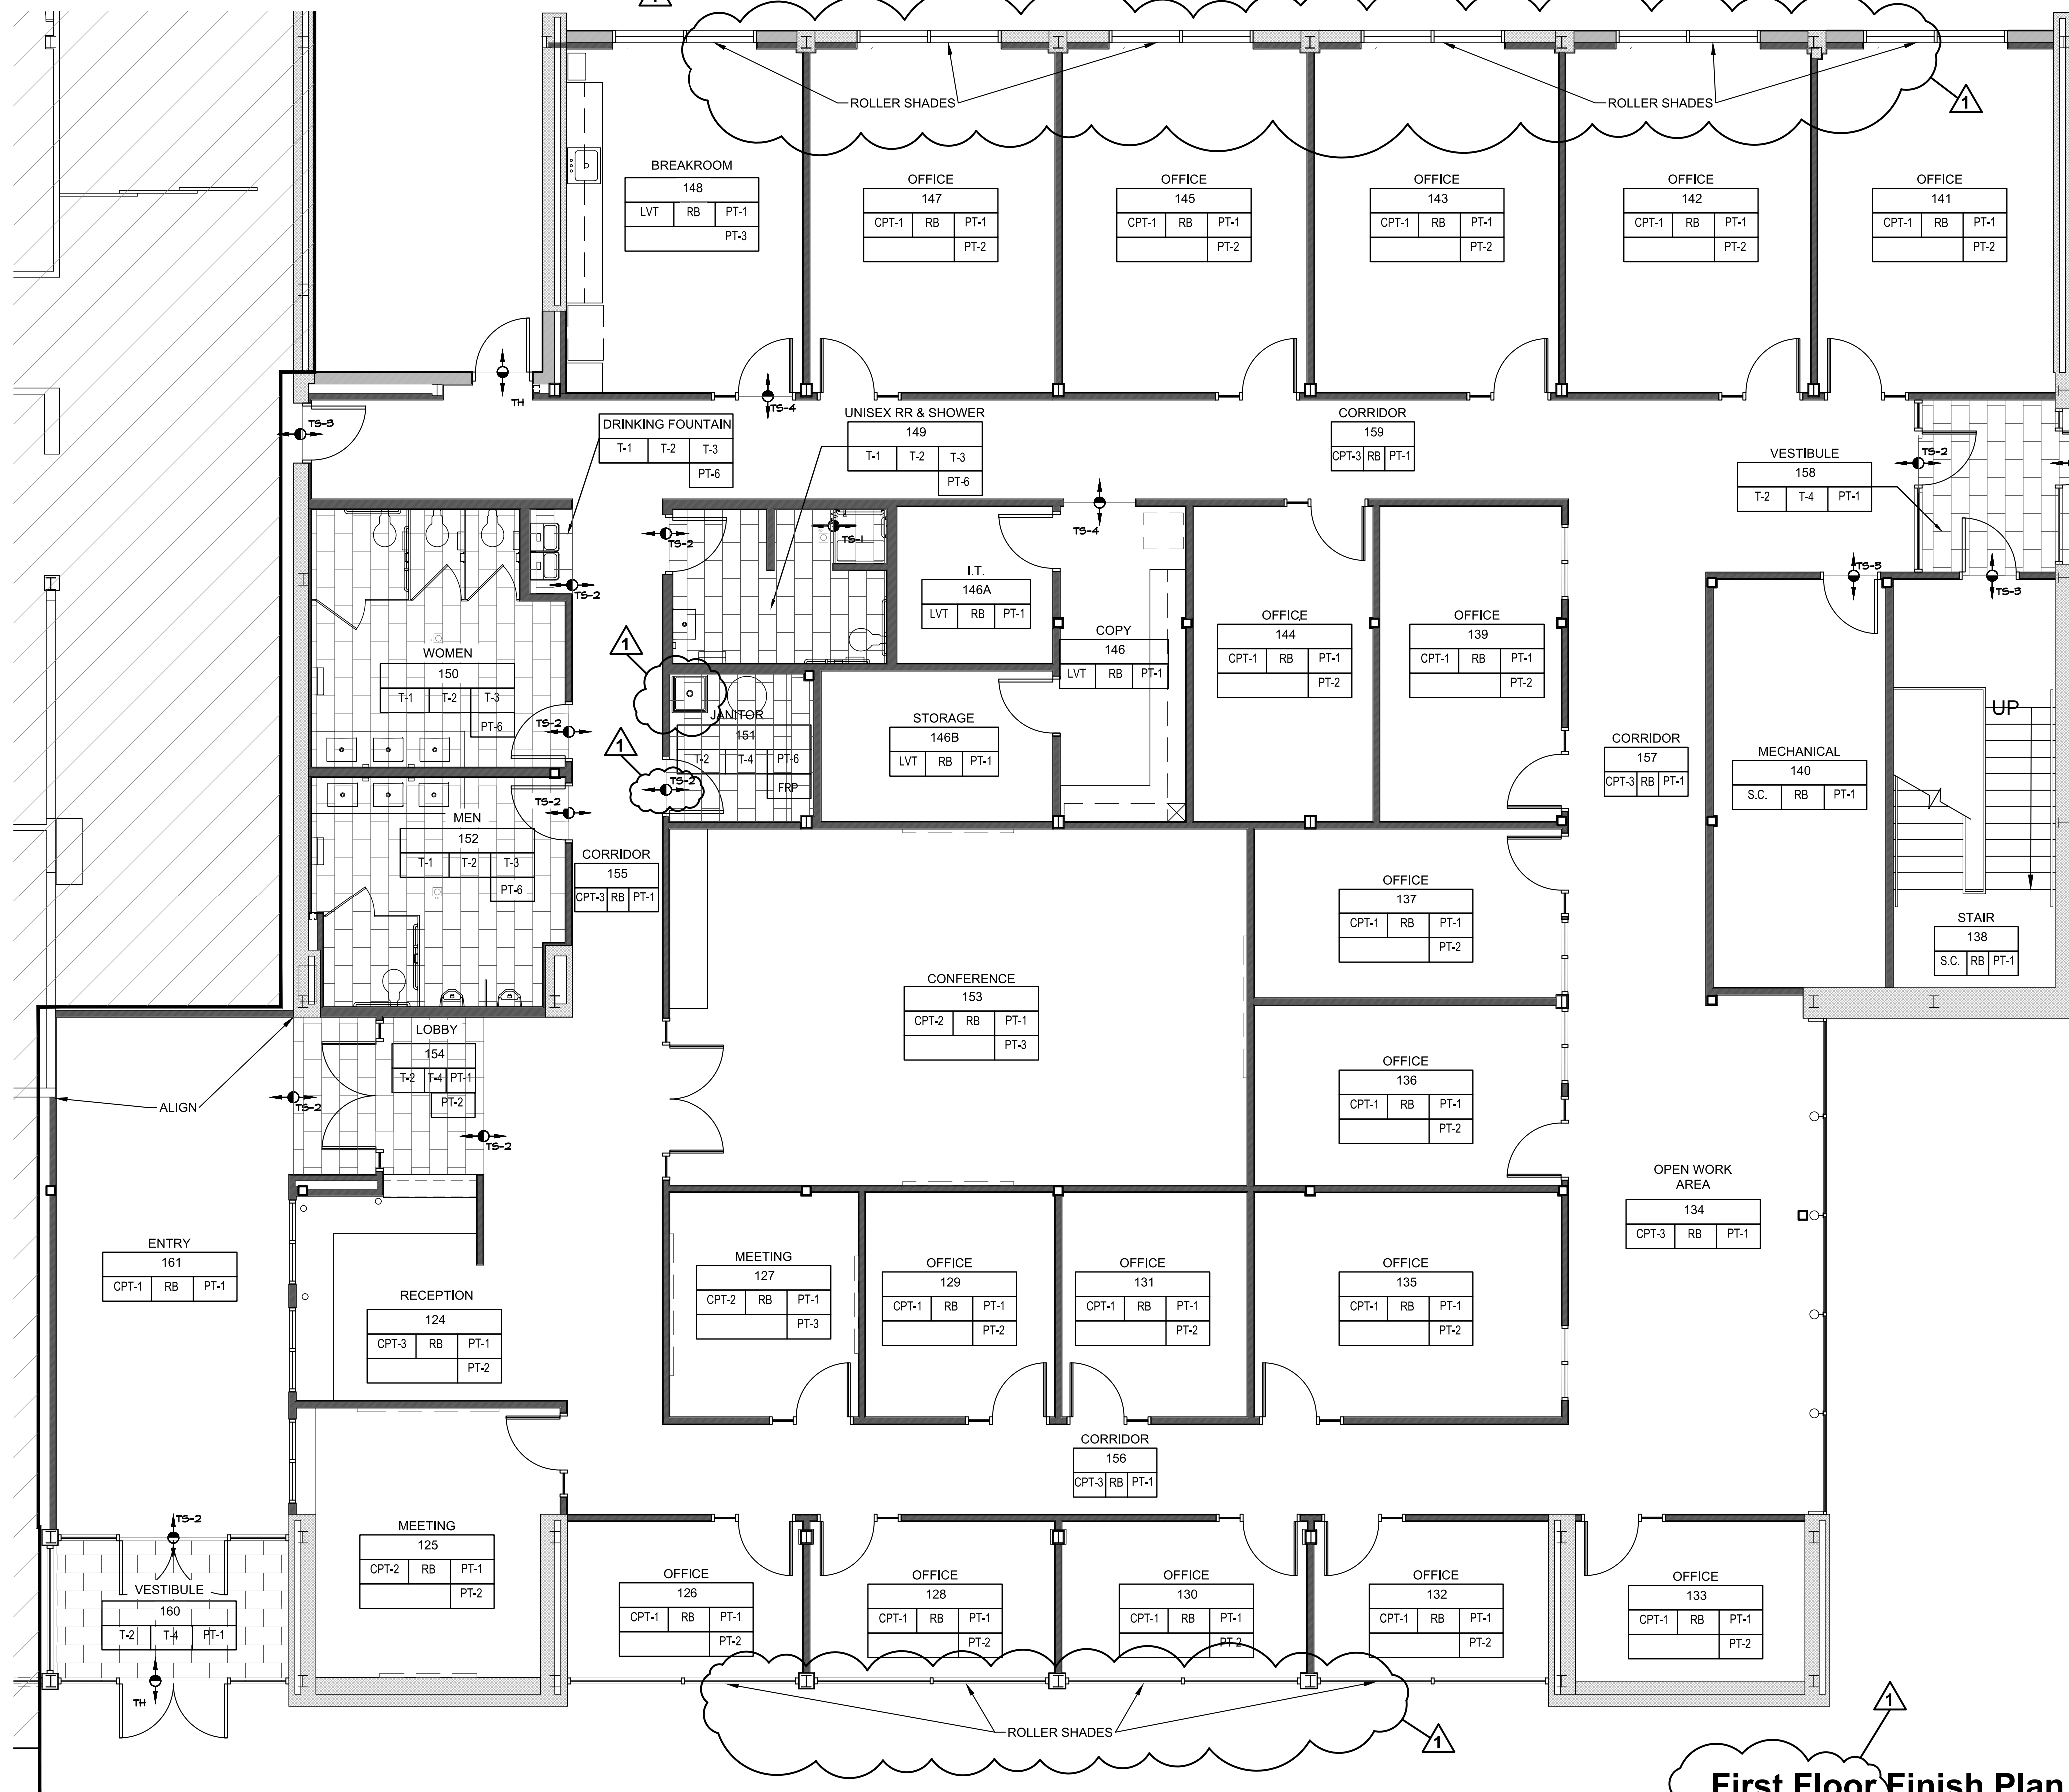 1
ROLLER SHADES
ROLLER SHADES
1
BREAKROOM
148
LVT RB PT-1
PT-3
OFFICE
147
CPT-1 RB PT-1
PT-2
OFFICE
145
CPT-1 RB PT-1
PT-2
OFFICE
143
CPT-1 RB PT-1
PT-2
OFFICE
142
CPT-1 RB PT-1
PT-2
OFFICE
141
CPT-1 RB PT-1
PT-2
TH
TS-4
TS-3
DRINKING FOUNTAIN
T-1 T-2 T-3
PT-6
UNISEX RR & SHOWER
149
T-1 T-2 T-3
PT-6
CORRIDOR
159
CPT-3 RB PT-1
VESTIBULE
158
T-2 T-4 PT-1
TS-2
TS-2
TS-1
TS-4
TS-2
TS-3
TS-3
I.T.
146A
LVT RB PT-1
COPY
146
LVT RB PT-1
OFFICE
144
CPT-1 RB PT-1
PT-2
OFFICE
139
CPT-1 RB PT-1
PT-2
WOMEN
150
T-1 T-2 T-3
PT-6
TS-2
1
JANITOR
151
T-2 T-4 PT-6
FRP
1
TS-2
STORAGE
146B
LVT RB PT-1
CORRIDOR
157
CPT-3 RB PT-1
MECHANICAL
140
S.C. RB PT-1
UP
STAIR
138
S.C. RB PT-1
TS-2
MEN
152
T-1 T-2 T-3
PT-6
CORRIDOR
155
CPT-3 RB PT-1
OFFICE
137
CPT-1 RB PT-1
PT-2
CONFERENCE
153
CPT-2 RB PT-1
PT-3
LOBBY
154
T-2 T-4 PT-1
PT-2
ALIGN
TS-2
TS-2
OFFICE
136
CPT-1 RB PT-1
PT-2
OPEN WORK
AREA
134
CPT-3 RB PT-1
ENTRY
161
CPT-1 RB PT-1
RECEPTION
124
CPT-3 RB PT-1
PT-2
MEETING
127
CPT-2 RB PT-1
PT-3
OFFICE
129
CPT-1 RB PT-1
PT-2
OFFICE
131
CPT-1 RB PT-1
PT-2
OFFICE
135
CPT-1 RB PT-1
PT-2
CORRIDOR
156
CPT-3 RB PT-1
TS-2
MEETING
125
CPT-2 RB PT-1
PT-2
VESTIBULE
160
T-2 T-4 PT-1
TH
OFFICE
126
CPT-1 RB PT-1
PT-2
OFFICE
128
CPT-1 RB PT-1
PT-2
OFFICE
130
CPT-1 RB PT-1
PT-2
OFFICE
132
CPT-1 RB PT-1
PT-2
OFFICE
133
CPT-1 RB PT-1
PT-2
ROLLER SHADES
1
1
First Floor Finish Plan